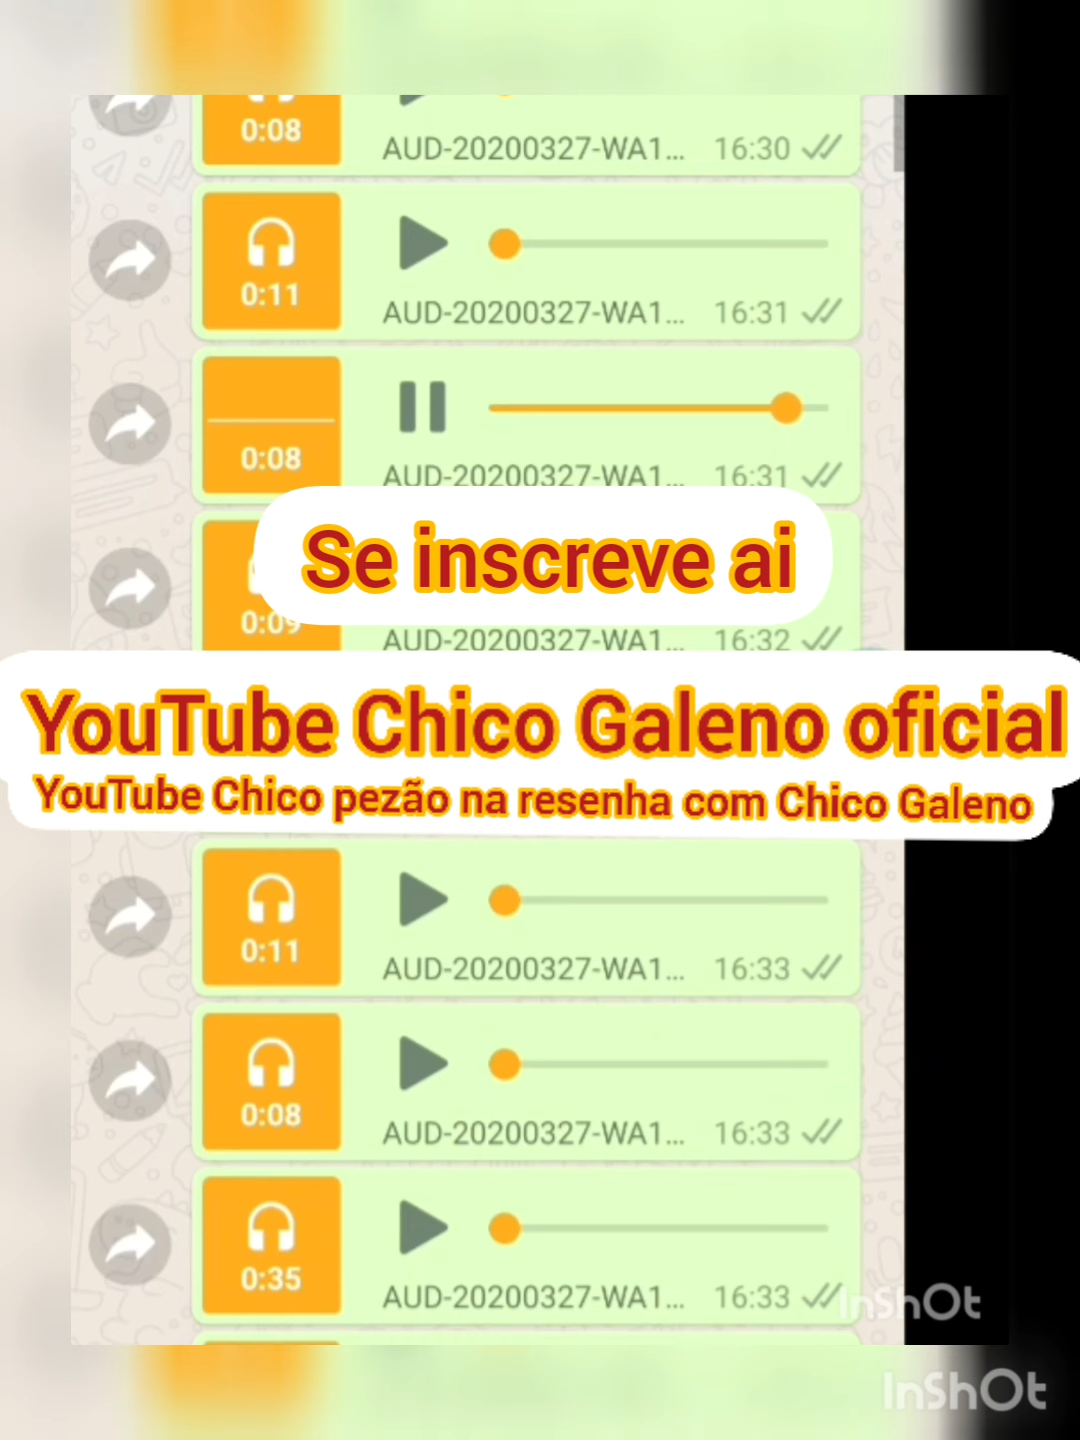 0:08
AUD-20200327-WA1... 16:30
0:11
AUD-20200327-WA1... 16:31
0:08
AUD-20200327-WA1... 16:31
Se inscreve ai
0:09
AUD-20200327-WA1... 16:32
YouTube Chico Galeno oficial
YouTube Chico pezão na resenha com Chico Galeno
0:11
AUD-20200327-WA1... 16:33
0:08
AUD-20200327-WA1... 16:33
0:35
AUD-20200327-WA1... 16:33
InShOt
InShOt